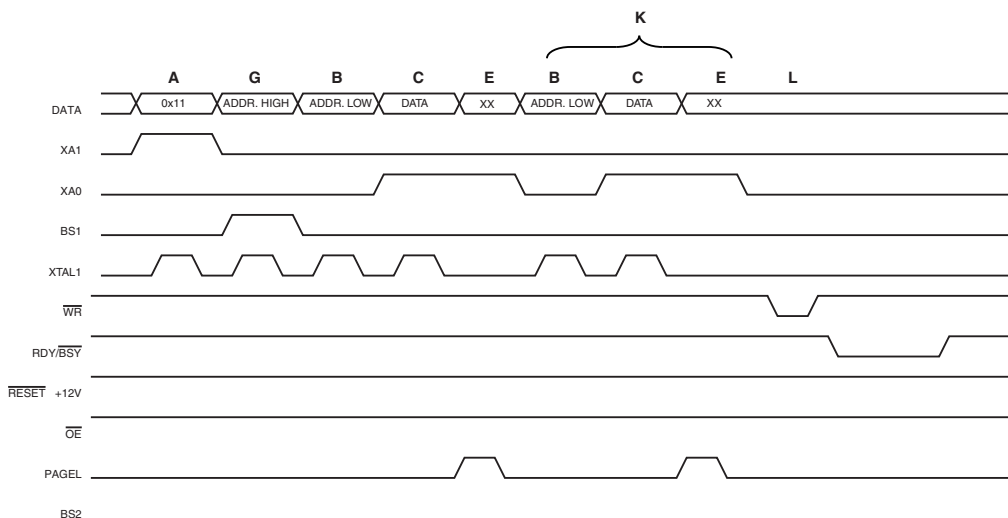 K
A G B C E B C E L
DATA 0x11 ADDR. HIGH ADDR. LOW DATA XX ADDR. LOW DATA XX
XA1
XA0
BS1
XTAL1
WR
RDY/BSY
RESET +12V
OE
PAGEL
BS2